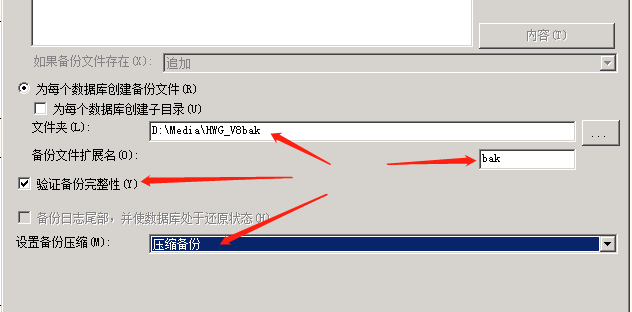 内容(T)
如果备份文件存在(X): 追加
为每个数据库创建备份文件(R)
为每个数据库创建子目录(U)
文件夹(L): D:\Media\HWG_V8bak ...
备份文件扩展名(O): bak
验证备份完整性(Y)
备份日志尾部，并使数据库处于还原状态(H)
设置备份压缩(M): 压缩备份